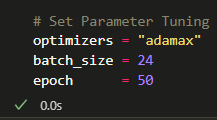 # Set Parameter Tuning
optimizers = "adamax"
batch_size = 24
epoch      = 50
✓ 0.0s